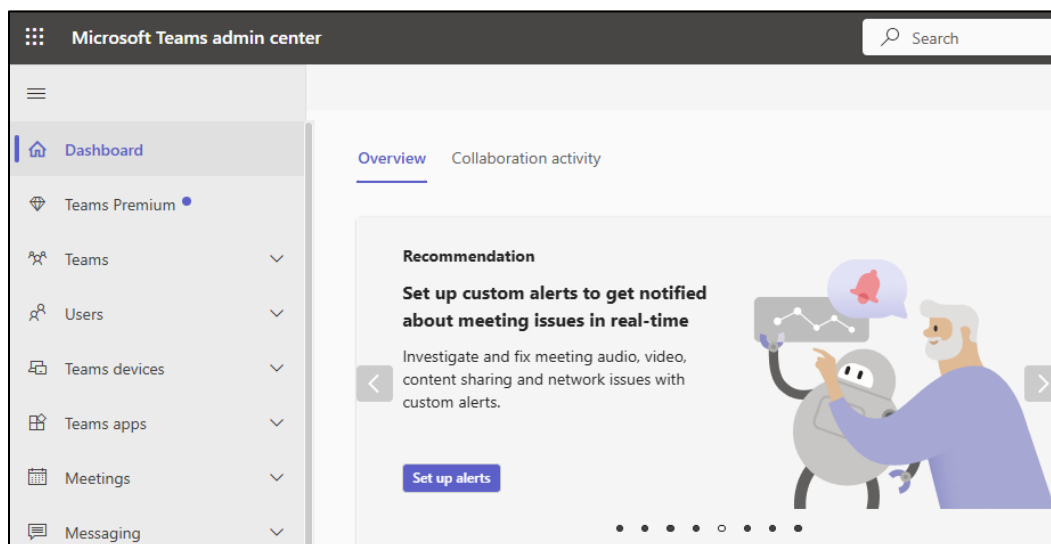 Microsoft Teams admin center
Search
Dashboard
Teams Premium
Teams
Users
Teams devices
Teams apps
Meetings
Messaging
Overview
Collaboration activity
Recommendation
Set up custom alerts to get notified
about meeting issues in real-time
Investigate and fix meeting audio, video,
content sharing and network issues with
custom alerts.
Set up alerts